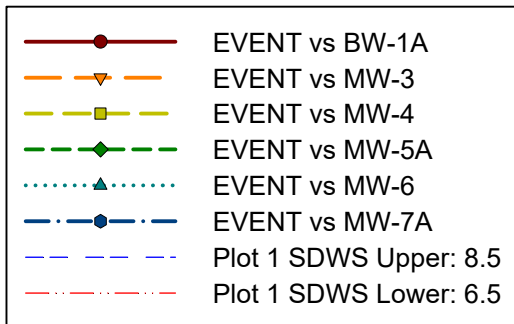 EVENT vs BW-1A
EVENT vs MW-3
EVENT vs MW-4
EVENT vs MW-5A
EVENT vs MW-6
EVENT vs MW-7A
Plot 1 SDWS Upper: 8.5
Plot 1 SDWS Lower: 6.5